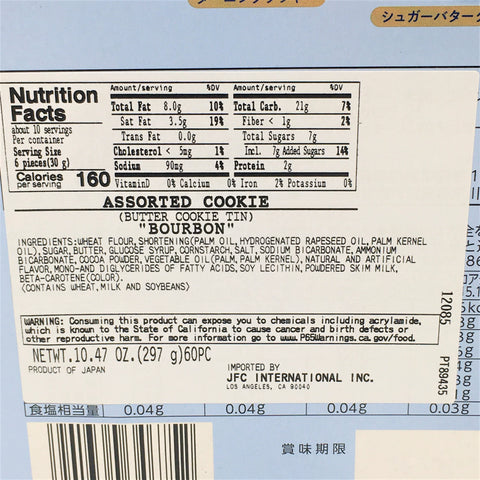 シュガーバター
Nutrition
Facts
about 10 servings
Per container
Serving Size
6 pieces(30 g)
Calories
per serving 160
Amount/serving %DV Amount/serving %DV
Total Fat 8.0g 10% Total Carb. 21g 7%
Sat Fat 3.5g 19% Fiber < 1g 2%
Trans Fat 0.0g Total Sugars 7g
Cholesterol < 5mg 1% Incl. 7g Added Sugars 14%
Sodium 90mg 4% Protein 2g
VitaminD 0% Calcium 0% Iron 2% Potassium 0%
ASSORTED COOKIE
(BUTTER COOKIE TIN)
"BOURBON"
INGREDIENTS:WHEAT FLOUR, SHORTENING(PALM OIL, HYDROGENATED RAPESEED OIL, PALM KERNEL
OIL), SUGAR, BUTTER, GLUCOSE SYRUP, CORNSTARCH, SALT, SODIUM BICARBONATE, AMMONIUM
BICARBONATE, COCOA POWDER, VEGETABLE OIL(PALM, PALM KERNEL), NATURAL AND ARTIFICIAL
FLAVOR, MONO-AND DIGLYCERIDES OF FATTY ACIDS, SOY LECITHIN, POWDERED SKIM MILK,
BETA-CAROTENE(COLOR).
(CONTAINS WHEAT, MILK AND SOYBEANS)
WARNING: Consuming this product can expose you to chemicals including acrylamide,
which is known to the State of California to cause cancer and birth defects or
other reproductive harm. For more information go to www.P65Warnings.ca.gov/food.
NETWT. 10.47 OZ. (297 g)60PC
PRODUCT OF JAPAN
IMPORTED BY
JFC INTERNATIONAL INC.
LOS ANGELES, CA 90040
12085
PT89435
食塩相当量 0.04g 0.04g 0.04g 0.03g
賞味期限